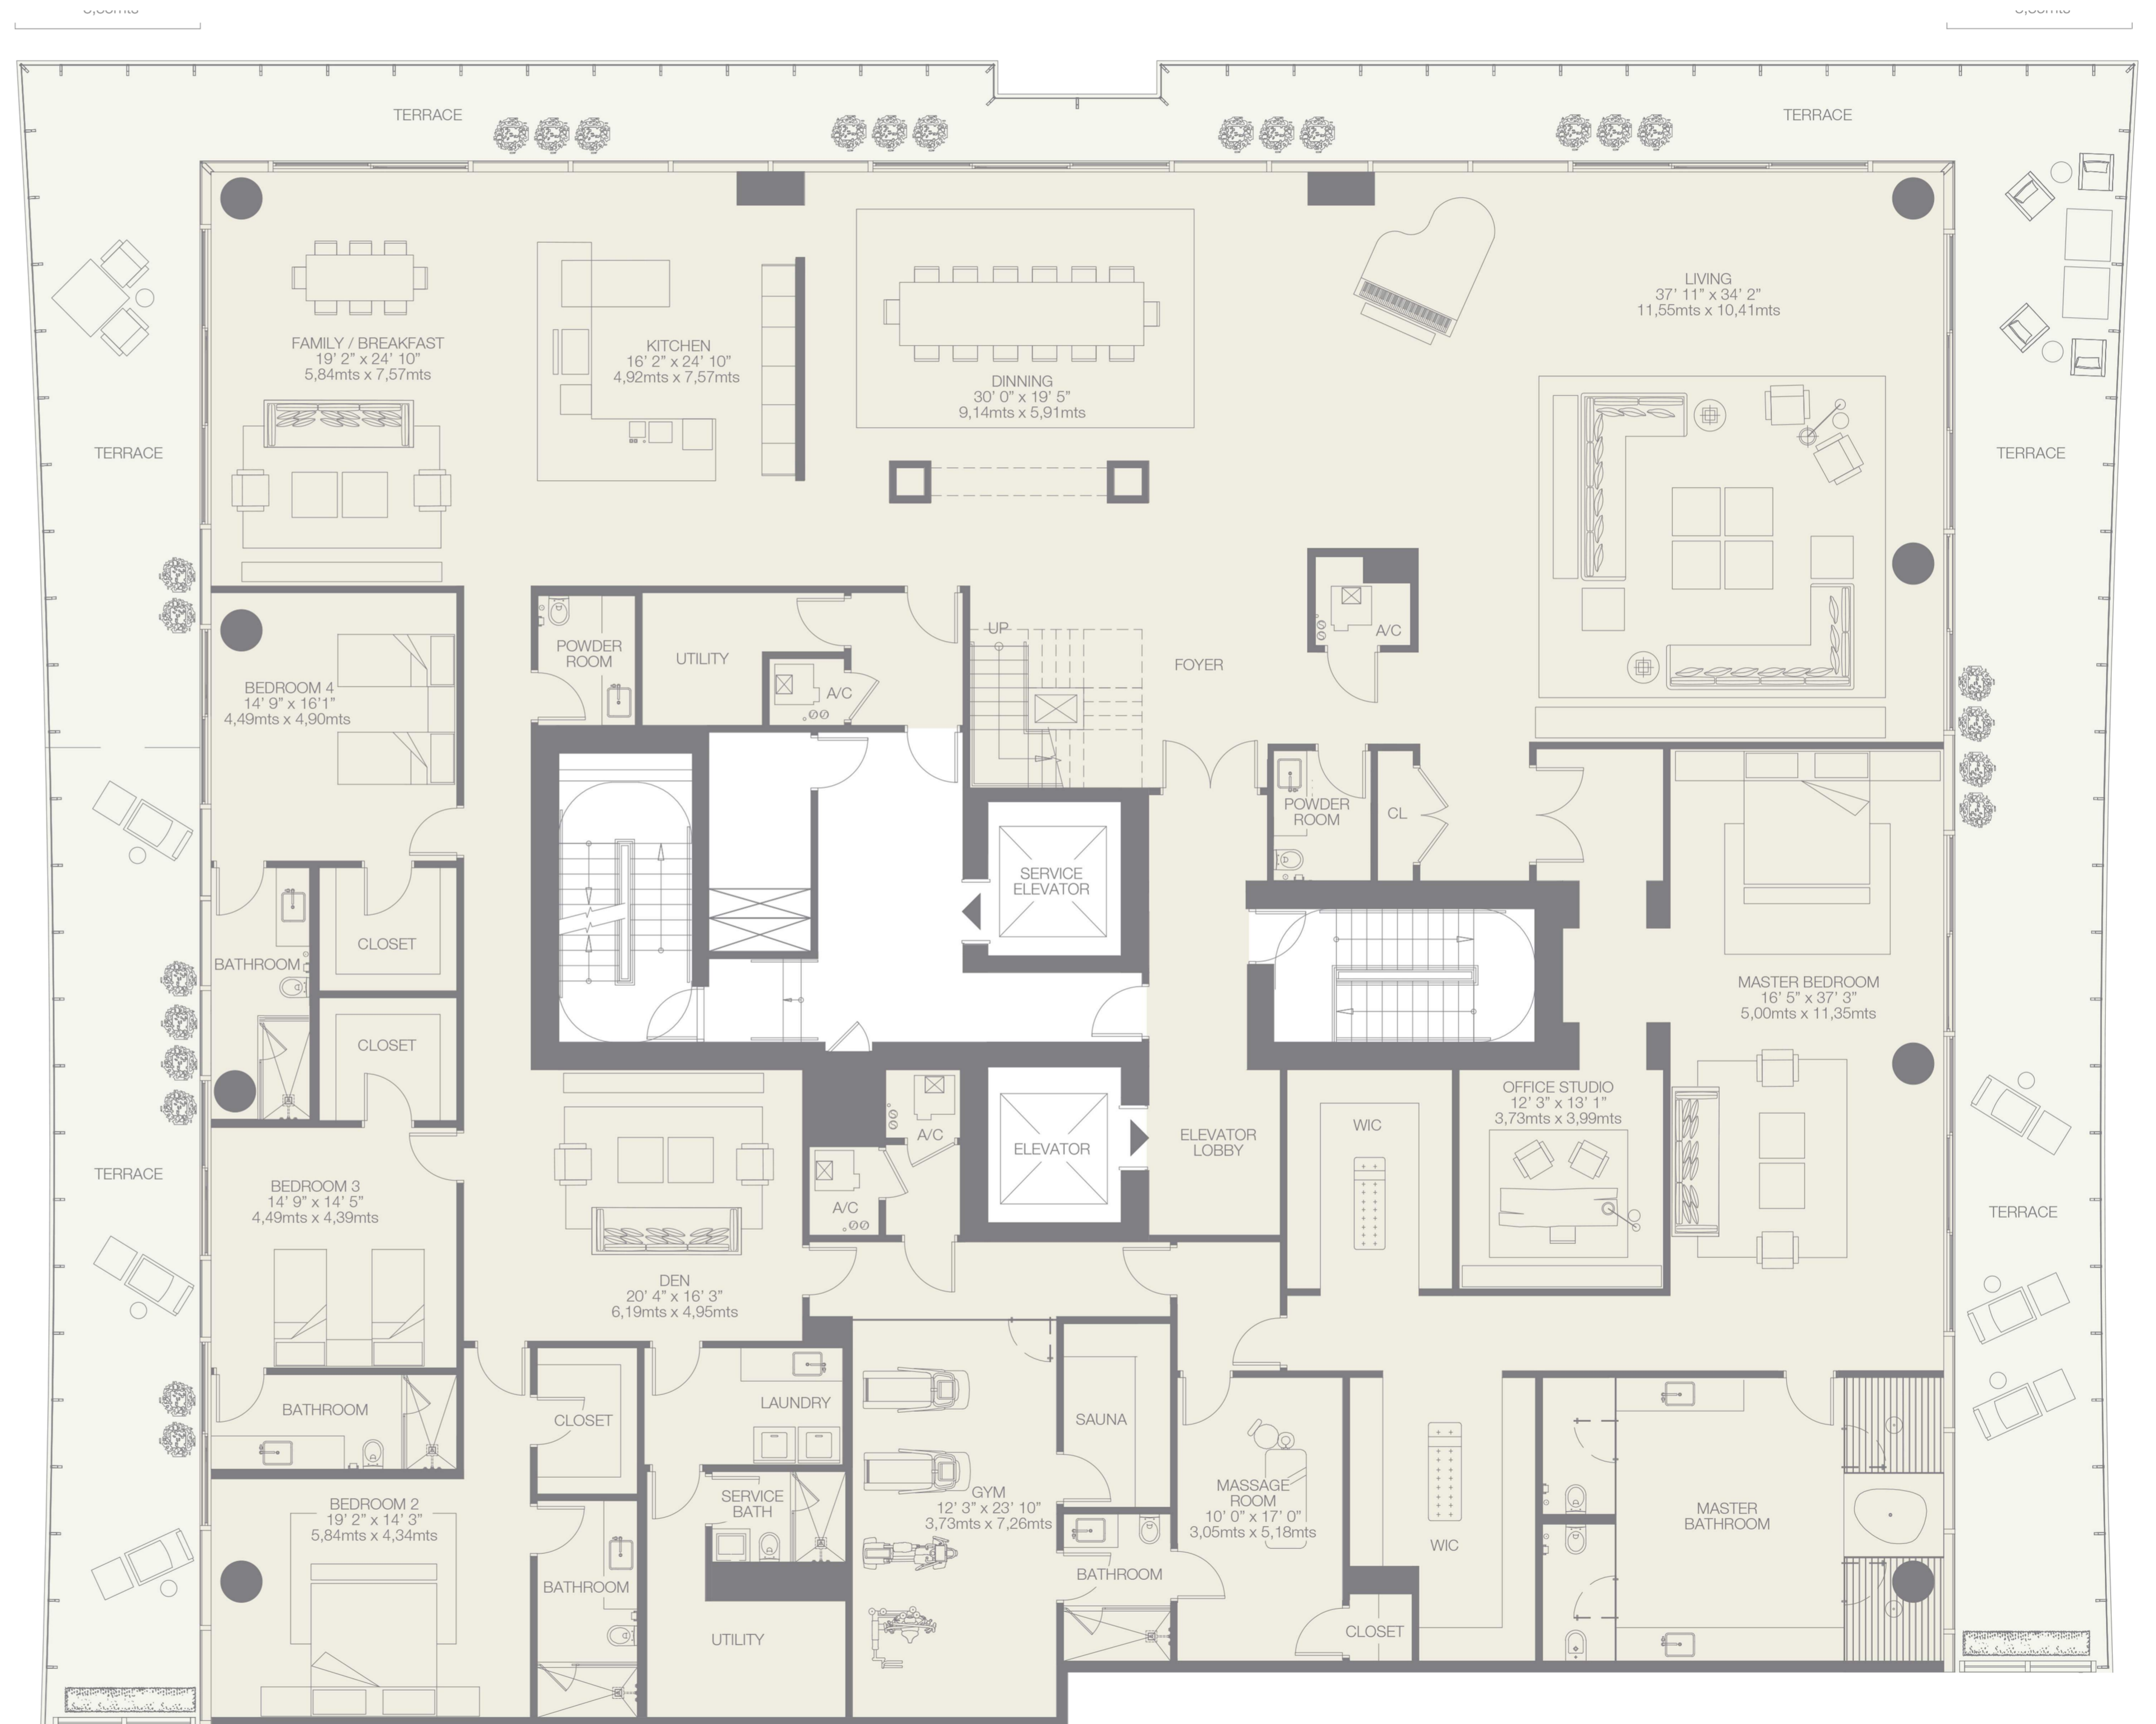 TERRACE
TERRACE
FAMILY / BREAKFAST
19' 2" x 24' 10"
5,84mts x 7,57mts
KITCHEN
16' 2" x 24' 10"
4,92mts x 7,57mts
DINNING
30' 0" x 19' 5"
9,14mts x 5,91mts
LIVING
37' 11" x 34' 2"
11,55mts x 10,41mts
TERRACE
TERRACE
BEDROOM 4
14' 9" x 16'1"
4,49mts x 4,90mts
POWDER
ROOM
UTILITY
A/C
UP
FOYER
A/C
POWDER
ROOM
CL
SERVICE
ELEVATOR
BATHROOM
CLOSET
CLOSET
MASTER BEDROOM
16' 5" x 37' 3"
5,00mts x 11,35mts
TERRACE
BEDROOM 3
14' 9" x 14' 5"
4,49mts x 4,39mts
DEN
20' 4" x 16' 3"
6,19mts x 4,95mts
A/C
A/C
ELEVATOR
ELEVATOR
LOBBY
WIC
OFFICE STUDIO
12' 3" x 13' 1"
3,73mts x 3,99mts
TERRACE
BATHROOM
CLOSET
LAUNDRY
SAUNA
BEDROOM 2
19' 2" x 14' 3"
5,84mts x 4,34mts
SERVICE
BATH
GYM
12' 3" x 23' 10"
3,73mts x 7,26mts
MASSAGE
ROOM
10' 0" x 17' 0"
3,05mts x 5,18mts
WIC
MASTER
BATHROOM
BATHROOM
BATHROOM
UTILITY
CLOSET